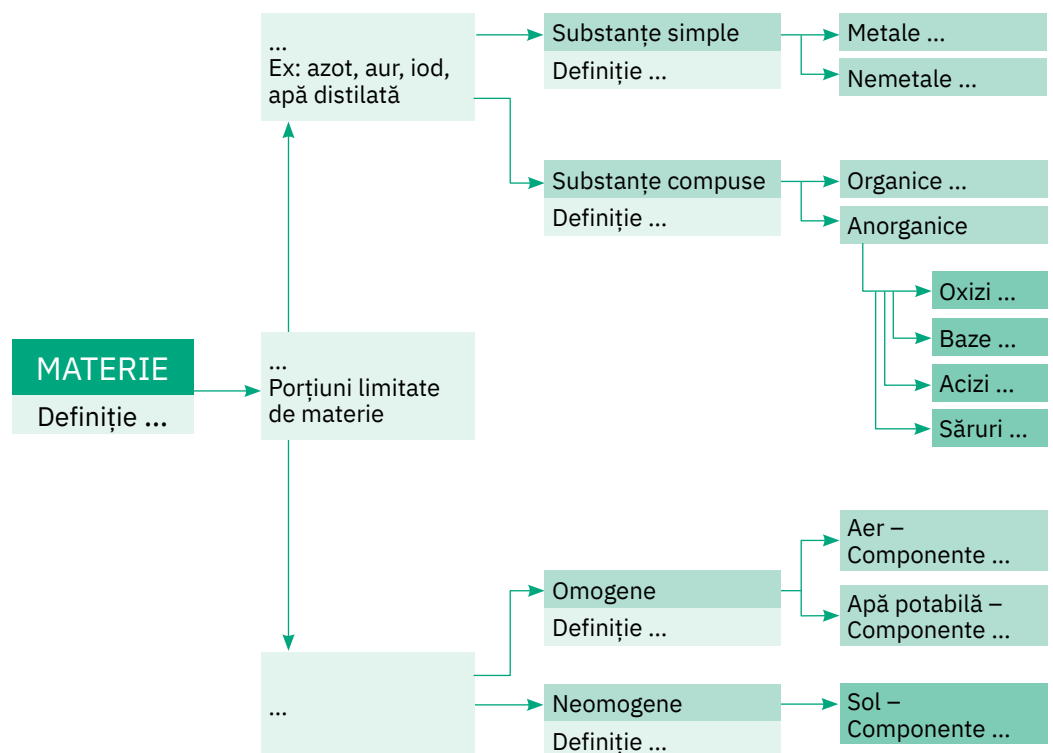 ...
Ex: azot, aur, iod,
apă distilată
Substanțe simple
Definiție ...
Metale ...
Nemetale ...
Substanțe compuse
Definiție ...
Organice ...
Anorganice
Oxizi ...
Baze ...
Acizi ...
Săruri ...
MATERIE
Definiție ...
...
Porțiuni limitate
de materie
...
Omogene
Definiție ...
Aer –
Componente ...
Apă potabilă –
Componente ...
Neomogene
Definiție ...
Sol –
Componente ...